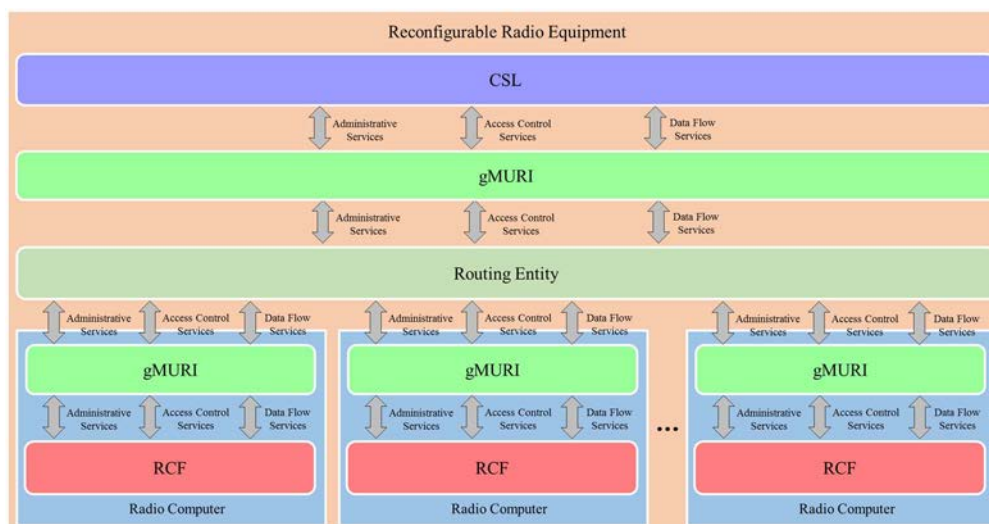 Reconfigurable Radio Equipment
CSL
Administrative Services
Access Control Services
Data Flow Services
gMURI
Administrative Services
Access Control Services
Data Flow Services
Routing Entity
Administrative Services
Access Control Services
Data Flow Services
Administrative Services
Access Control Services
Data Flow Services
Administrative Services
Access Control Services
Data Flow Services
gMURI
gMURI
gMURI
Administrative Services
Access Control Services
Data Flow Services
Administrative Services
Access Control Services
Data Flow Services
...
Administrative Services
Access Control Services
Data Flow Services
RCF
RCF
RCF
Radio Computer
Radio Computer
Radio Computer